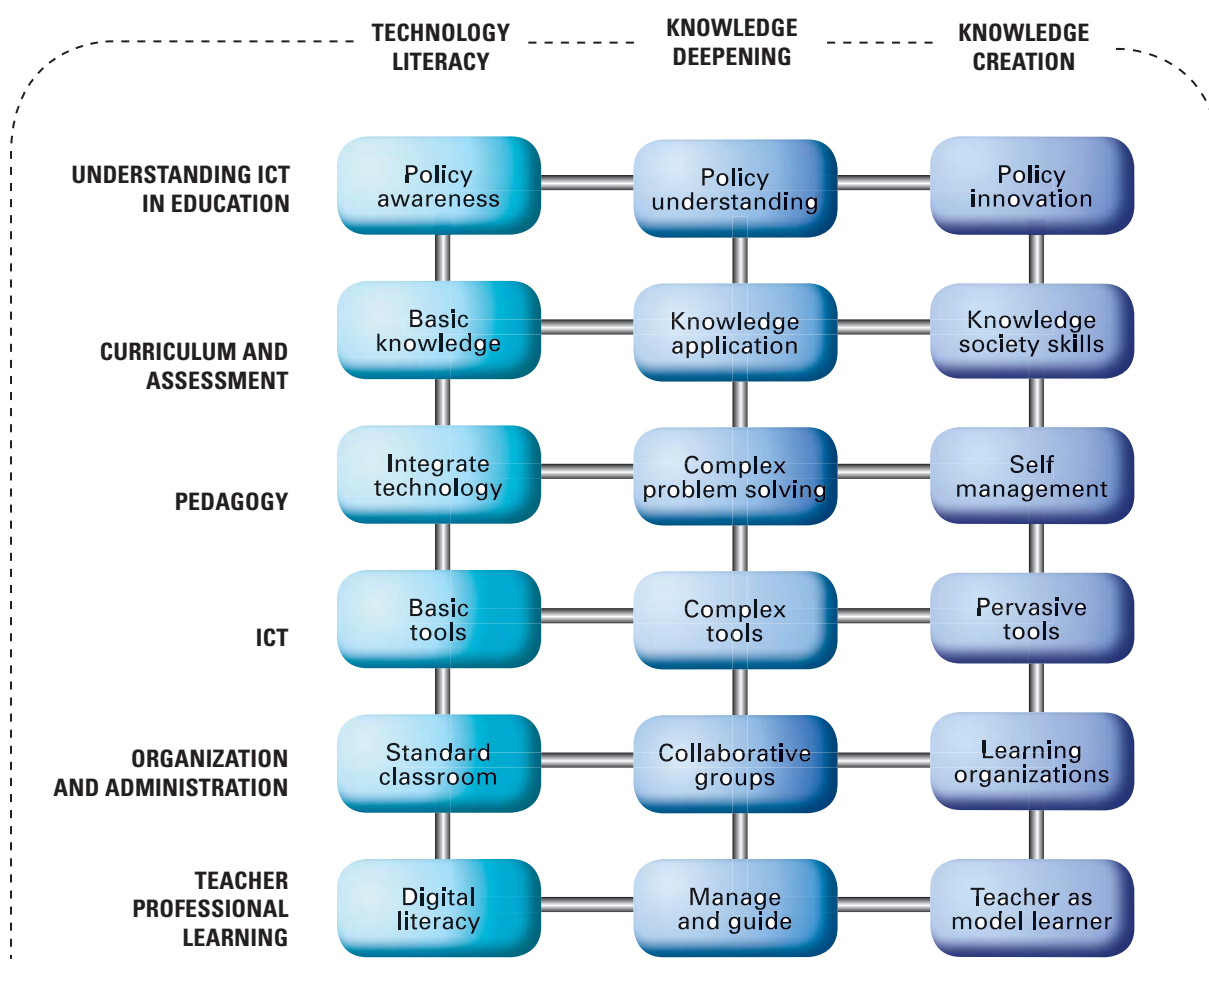 TECHNOLOGY
LITERACY
KNOWLEDGE
DEEPENING
KNOWLEDGE
CREATION
UNDERSTANDING ICT
IN EDUCATION
Policy
awareness
Policy
understanding
Policy
innovation
CURRICULUM AND
ASSESSMENT
Basic
knowledge
Knowledge
application
Knowledge
society skills
PEDAGOGY
Integrate
technology
Complex
problem solving
Self
management
ICT
Basic
tools
Complex
tools
Pervasive
tools
ORGANIZATION
AND ADMINISTRATION
Standard
classroom
Collaborative
groups
Learning
organizations
TEACHER
PROFESSIONAL
LEARNING
Digital
literacy
Manage
and guide
Teacher as
model learner